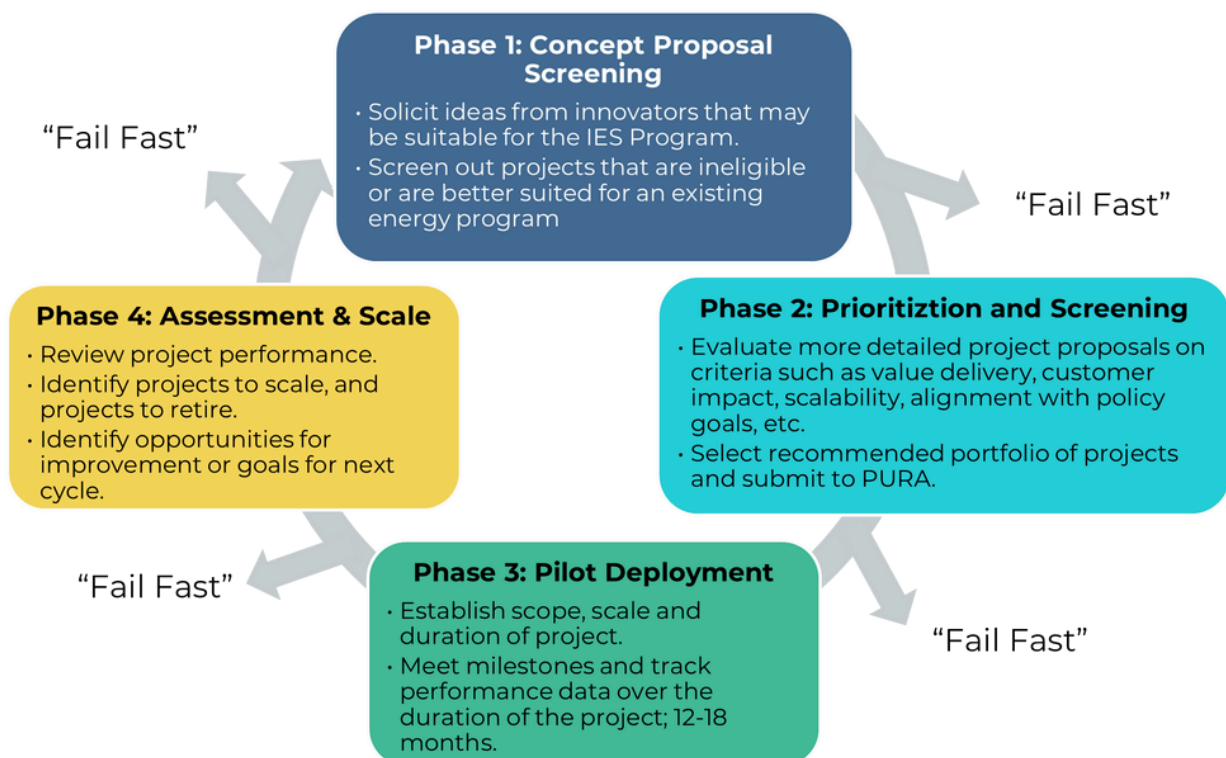 Phase 1: Concept Proposal
Screening
· Solicit ideas from innovators that may
be suitable for the IES Program.
· Screen out projects that are ineligible
or are better suited for an existing
energy program
“Fail Fast”
“Fail Fast”
Phase 2: Prioritiztion and Screening
· Evaluate more detailed project proposals on
criteria such as value delivery, customer
impact, scalability, alignment with policy
goals, etc.
· Select recommended portfolio of projects
and submit to PURA.
“Fail Fast”
Phase 3: Pilot Deployment
· Establish scope, scale and
duration of project.
· Meet milestones and track
performance data over the
duration of the project; 12-18
months.
“Fail Fast”
Phase 4: Assessment & Scale
· Review project performance.
· Identify projects to scale, and
projects to retire.
· Identify opportunities for
improvement or goals for next
cycle.